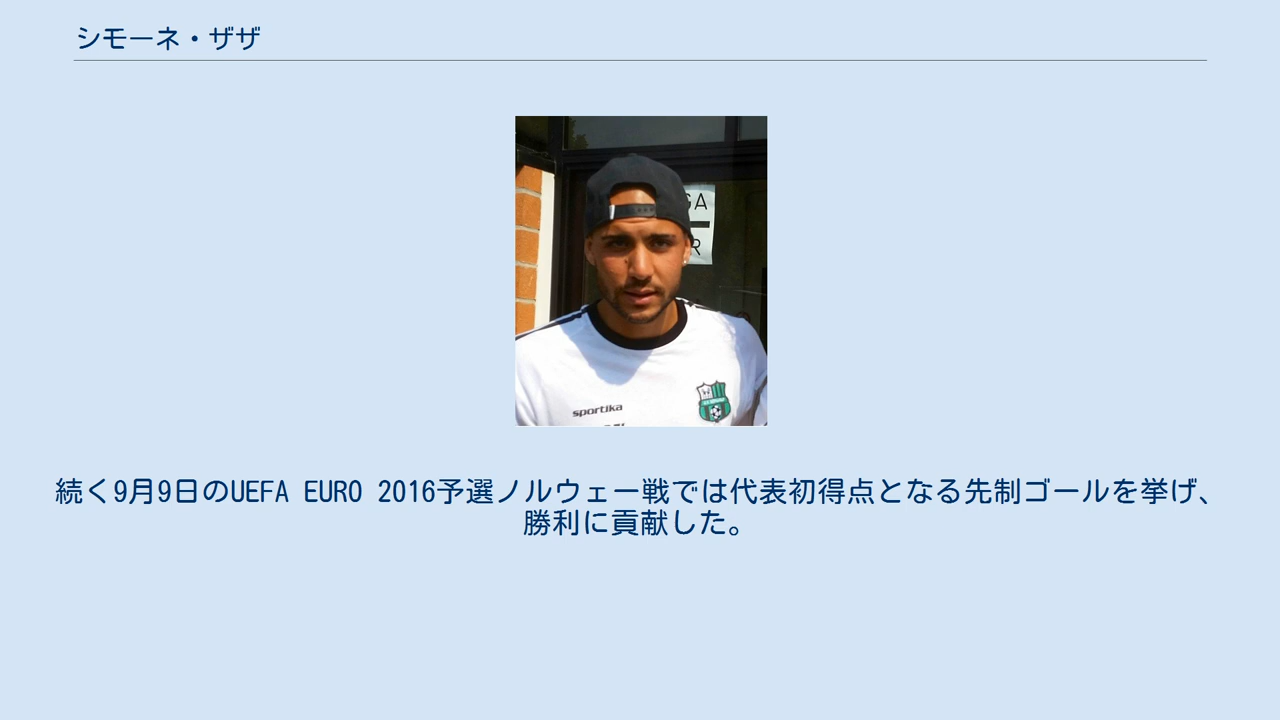 シモーネ・ザザ
GA
R
sportika
続く9月9日のUEFA EURO 2016予選ノルウェー戦では代表初得点となる先制ゴールを挙げ、
勝利に貢献した。